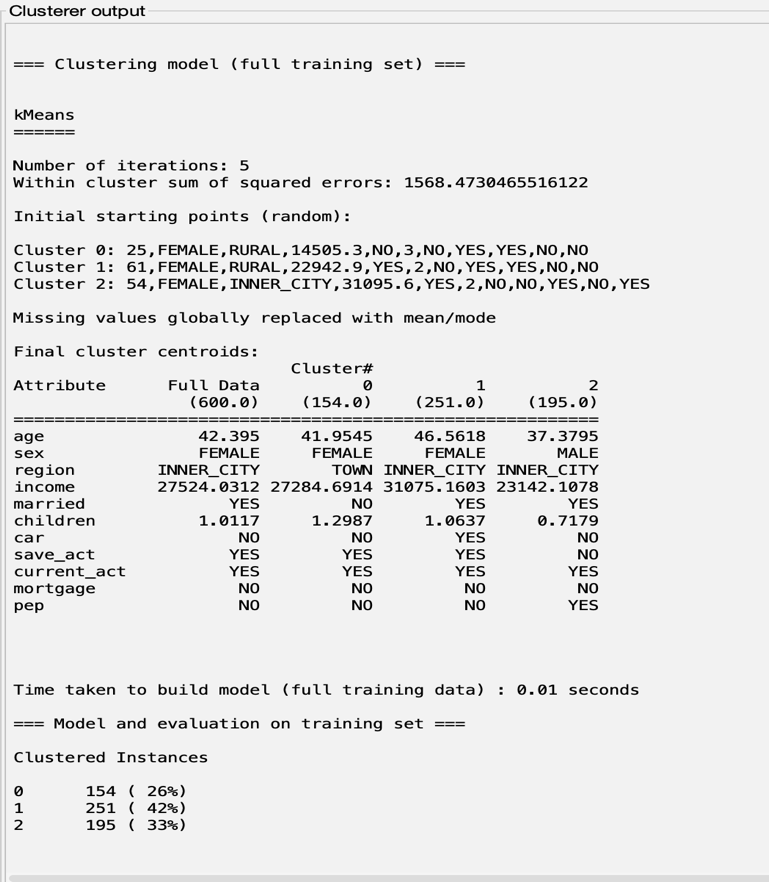 Clusterer output
=== Clustering model (full training set) ===
kMeans
======
Number of iterations: 5
Within cluster sum of squared errors: 1568.4730465516122
Initial starting points (random):
Cluster 0: 25,FEMALE,RURAL,14505.3,NO,3,NO,YES,YES,NO,NO
Cluster 1: 61,FEMALE,RURAL,22942.9,YES,2,NO,YES,YES,NO,NO
Cluster 2: 54,FEMALE,INNER_CITY,31095.6,YES,2,NO,NO,YES,NO,YES
Missing values globally replaced with mean/mode
Final cluster centroids:
Cluster#
Attribute Full Data 0 1 2
(600.0) (154.0) (251.0) (195.0)
=========================================================
age 42.395 41.9545 46.5618 37.3795
sex FEMALE FEMALE FEMALE MALE
region INNER_CITY TOWN INNER_CITY INNER_CITY
income 27524.0312 27284.6914 31075.1603 23142.1078
married YES NO YES YES
children 1.0117 1.2987 1.0637 0.7179
car NO NO YES NO
save_act YES YES YES NO
current_act YES YES YES YES
mortgage NO NO NO NO
pep NO NO NO YES
Time taken to build model (full training data) : 0.01 seconds
=== Model and evaluation on training set ===
Clustered Instances
0 154 ( 26%)
1 251 ( 42%)
2 195 ( 33%)